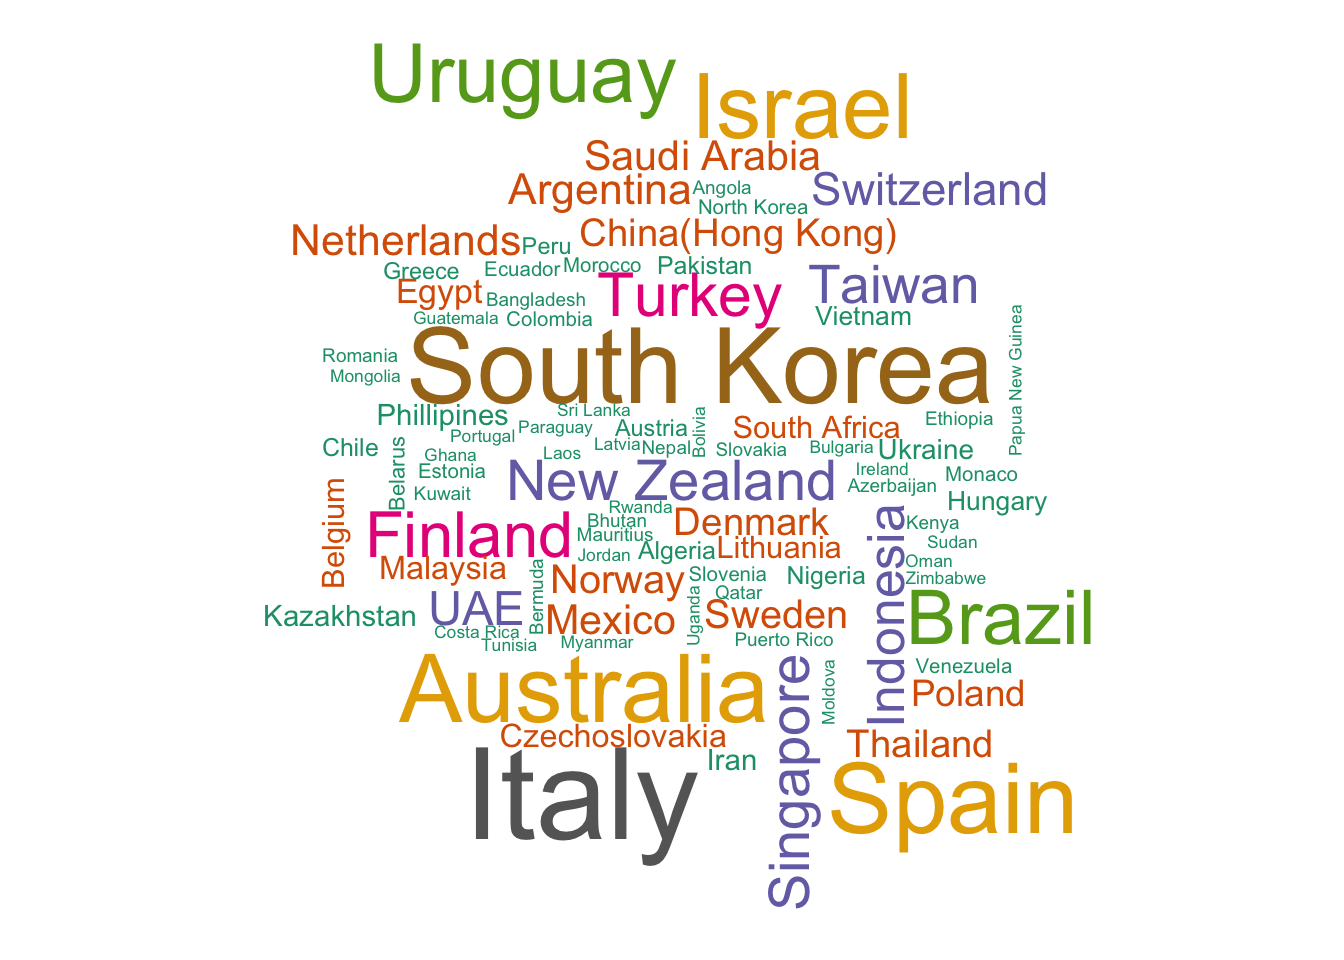 Uruguay
Israel
Saudi Arabia
Argentina
Angola
Switzerland
North Korea
Netherlands
Peru
China(Hong Kong)
Greece
Ecuador
Morocco
Pakistan
Egypt
Bangladesh
Turkey
Taiwan
Guatemala
Colombia
Vietnam
Papua New Guinea
Romania
Mongolia
South Korea
Phillipines
Sri Lanka
Portugal
Paraguay
Austria
Bolivia
South Africa
Ethiopia
Chile
Belarus
Ghana
Laos
Latvia
Nepal
Slovakia
Bulgaria
Ukraine
Estonia
Ireland
Monaco
Kuwait
New Zealand
Azerbaijan
Hungary
Belgium
Finland
Rwanda
Bhutan
Mauritius
Denmark
Indonesia
Kenya
Sudan
Jordan
Algeria
Lithuania
Malaysia
Bermuda
Norway
Slovenia
Nigeria
Oman
Zimbabwe
Kazakhstan
UAE
Mexico
Uganda
Qatar
Sweden
Brazil
Costa Rica
Tunisia
Myanmar
Puerto Rico
Australia
Singapore
Moldova
Venezuela
Poland
Czechoslovakia
Iran
Thailand
Italy
Spain